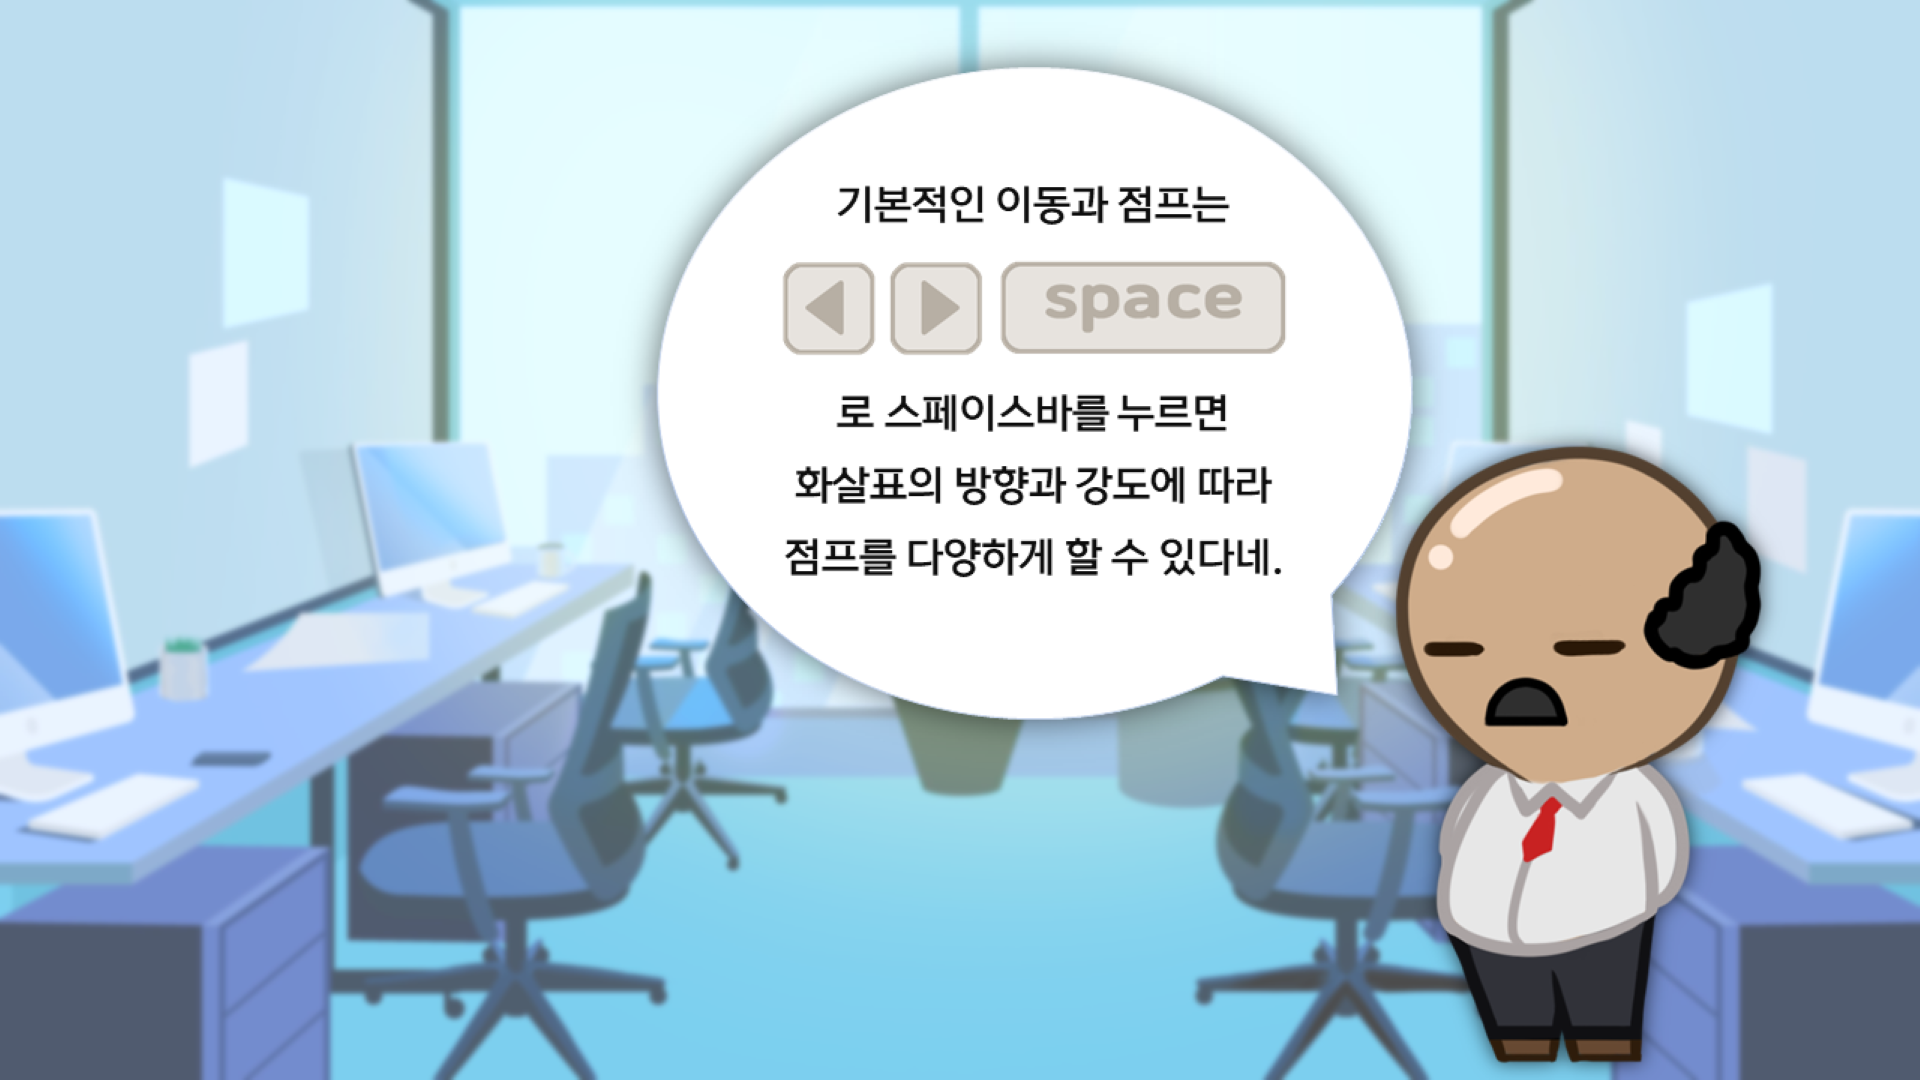 기본적인 이동과 점프는
space
로 스페이스바를 누르면
화살표의 방향과 강도에 따라
점프를 다양하게 할 수 있다네.